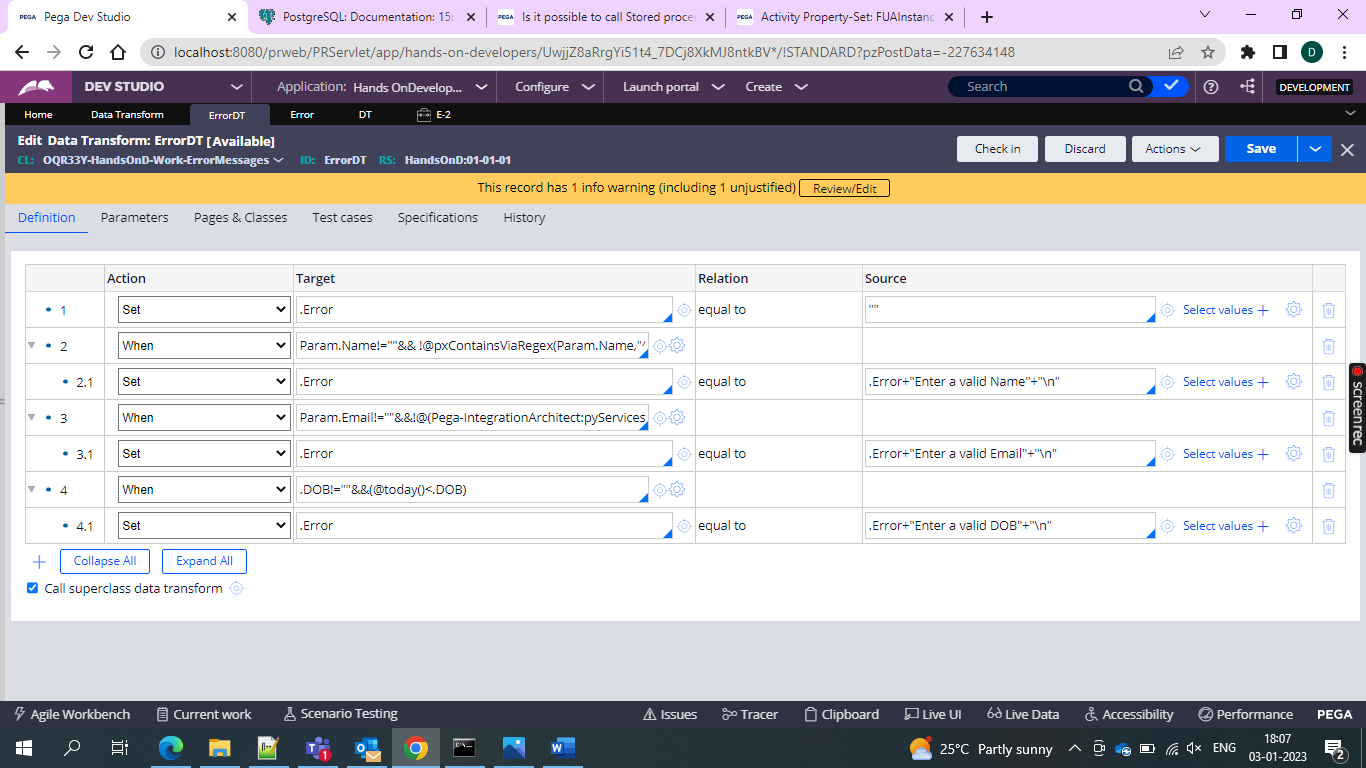 Pega Dev Studio
PostgreSQL: Documentation: 15:
Is it possible to call Stored proce
Activity Property-Set: FUAInstanc
localhost:8080/prweb/PRServlet/app/hands-on-developers/UwjjZ8aRrgYi51t4_7DCj8XkMJ8ntkBV*/!STANDARD?pzPostData=-227634148
D
DEV STUDIO
Application: Hands OnDevelop...
Configure
Launch portal
Create
Search
DEVELOPMENT
Home
Data Transform
ErrorDT
Error
DT
E-2
Edit Data Transform: ErrorDT [Available]
CL: OQR33Y-HandsOnD-Work-ErrorMessages ID: ErrorDT RS: HandsOnD:01-01-01
Check in
Discard
Actions
Save
This record has 1 info warning (including 1 unjustified) Review/Edit
Definition
Parameters
Pages & Classes
Test cases
Specifications
History
Action Target Relation Source
1 Set .Error equal to "" Select values
2 When Param.Name!=""&& !@pxContainsViaRegex(Param.Name,"
2.1 Set .Error equal to .Error+"Enter a valid Name"+"\n" Select values
3 When Param.Email!=""&&!@(Pega-IntegrationArchitect:pyServices
3.1 Set .Error equal to .Error+"Enter a valid Email"+"\n" Select values
4 When .DOB!=""&&(@today()<.DOB)
4.1 Set .Error equal to .Error+"Enter a valid DOB"+"\n" Select values
Collapse All
Expand All
Call superclass data transform
screenrec
Agile Workbench
Current work
Scenario Testing
Issues
Tracer
Clipboard
Live UI
Live Data
Accessibility
Performance
PEGA
25°C Partly sunny
ENG
18:07
03-01-2023
2